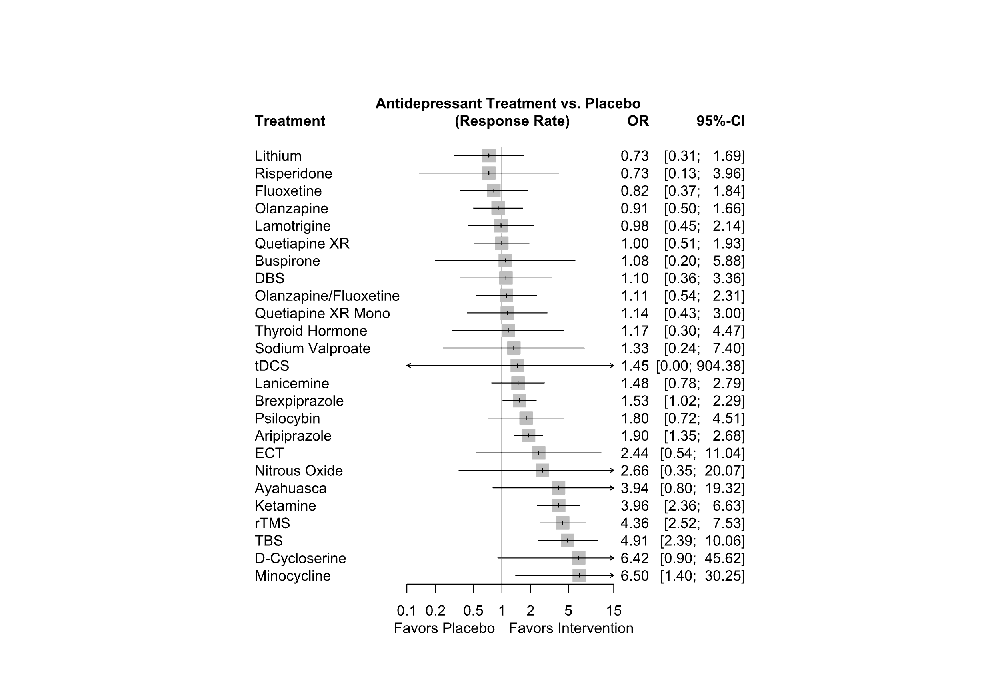 Antidepressant Treatment vs. Placebo
Treatment (Response Rate) OR 95%-CI
Lithium 0.73 [0.31; 1.69]
Risperidone 0.73 [0.13; 3.96]
Fluoxetine 0.82 [0.37; 1.84]
Olanzapine 0.91 [0.50; 1.66]
Lamotrigine 0.98 [0.45; 2.14]
Quetiapine XR 1.00 [0.51; 1.93]
Buspirone 1.08 [0.20; 5.88]
DBS 1.10 [0.36; 3.36]
Olanzapine/Fluoxetine 1.11 [0.54; 2.31]
Quetiapine XR Mono 1.14 [0.43; 3.00]
Thyroid Hormone 1.17 [0.30; 4.47]
Sodium Valproate 1.33 [0.24; 7.40]
tDCS 1.45 [0.00; 904.38]
Lanicemine 1.48 [0.78; 2.79]
Brexpiprazole 1.53 [1.02; 2.29]
Psilocybin 1.80 [0.72; 4.51]
Aripiprazole 1.90 [1.35; 2.68]
ECT 2.44 [0.54; 11.04]
Nitrous Oxide 2.66 [0.35; 20.07]
Ayahuasca 3.94 [0.80; 19.32]
Ketamine 3.96 [2.36; 6.63]
rTMS 4.36 [2.52; 7.53]
TBS 4.91 [2.39; 10.06]
D-Cycloserine 6.42 [0.90; 45.62]
Minocycline 6.50 [1.40; 30.25]
0.1 0.2 0.5 1 2 5 15
Favors Placebo Favors Intervention